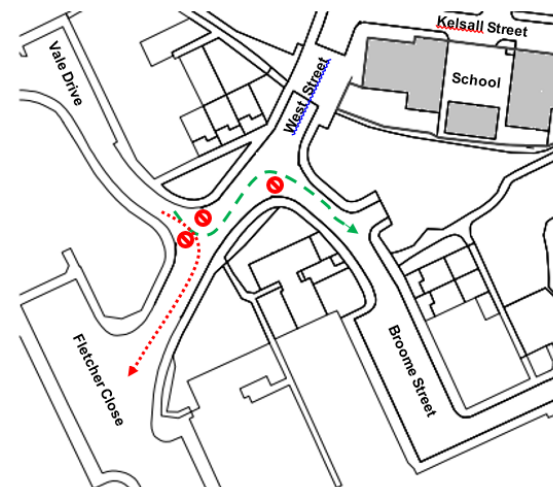 Kelsall Street
Vale Drive
School
West Street
Fletcher Close
Broome Street